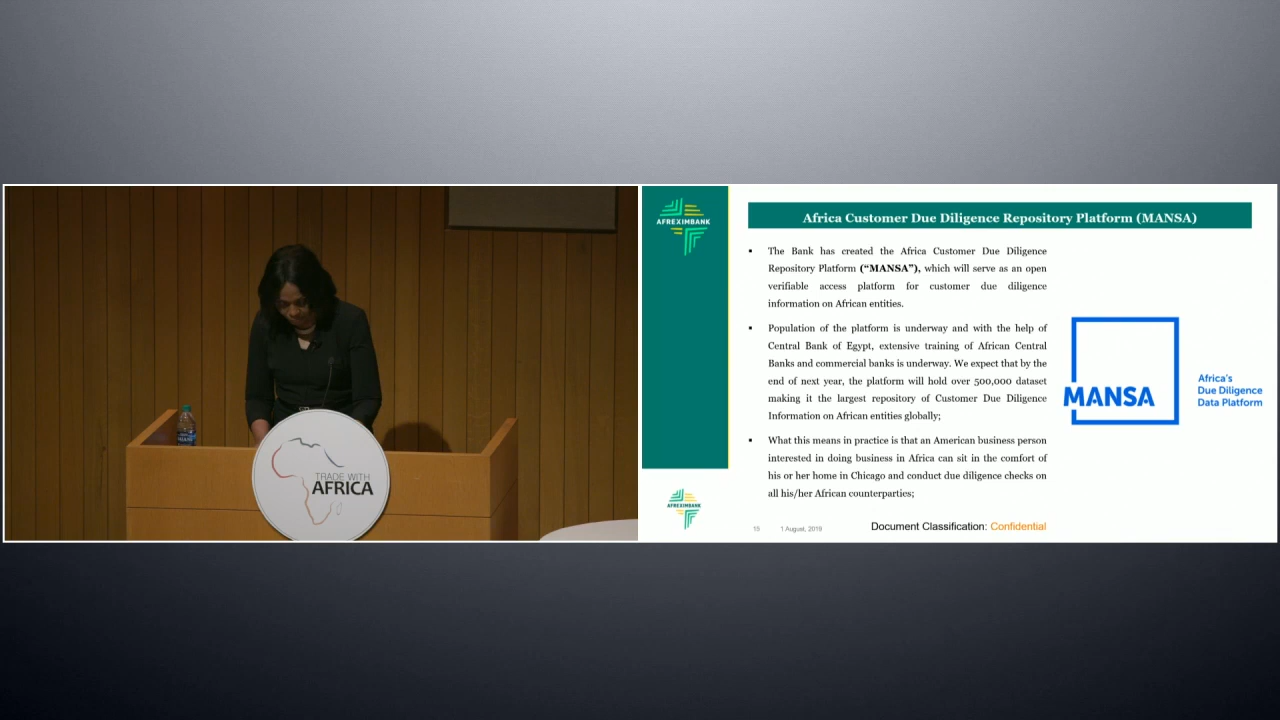 TRADE WITH
AFRICA
AFREXIMBANK
Africa Customer Due Diligence Repository Platform (MANSA)
▪ The Bank has created the Africa Customer Due Diligence
Repository Platform (“MANSA”), which will serve as an open
verifiable access platform for customer due diligence
information on African entities.
▪ Population of the platform is underway and with the help of
Central Bank of Egypt, extensive training of African Central
Banks and commercial banks is underway. We expect that by the
end of next year, the platform will hold over 500,000 dataset
making it the largest repository of Customer Due Diligence
Information on African entities globally;
▪ What this means in practice is that an American business person
interested in doing business in Africa can sit in the comfort of
his or her home in Chicago and conduct due diligence checks on
all his/her African counterparties;
MANSA
Africa's
Due Diligence
Data Platform
AFREXIMBANK
15 1 August, 2019
Document Classification: Confidential